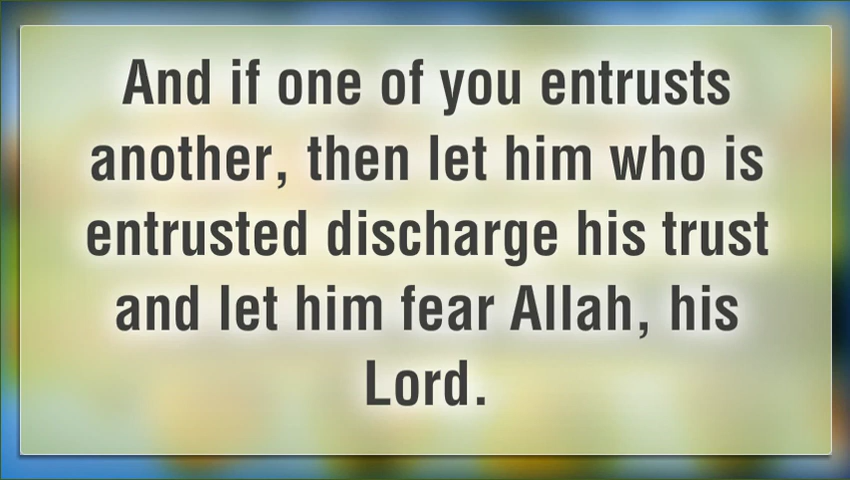 And if one of you entrusts
another, then let him who is
entrusted discharge his trust
and let him fear Allah, his
Lord.